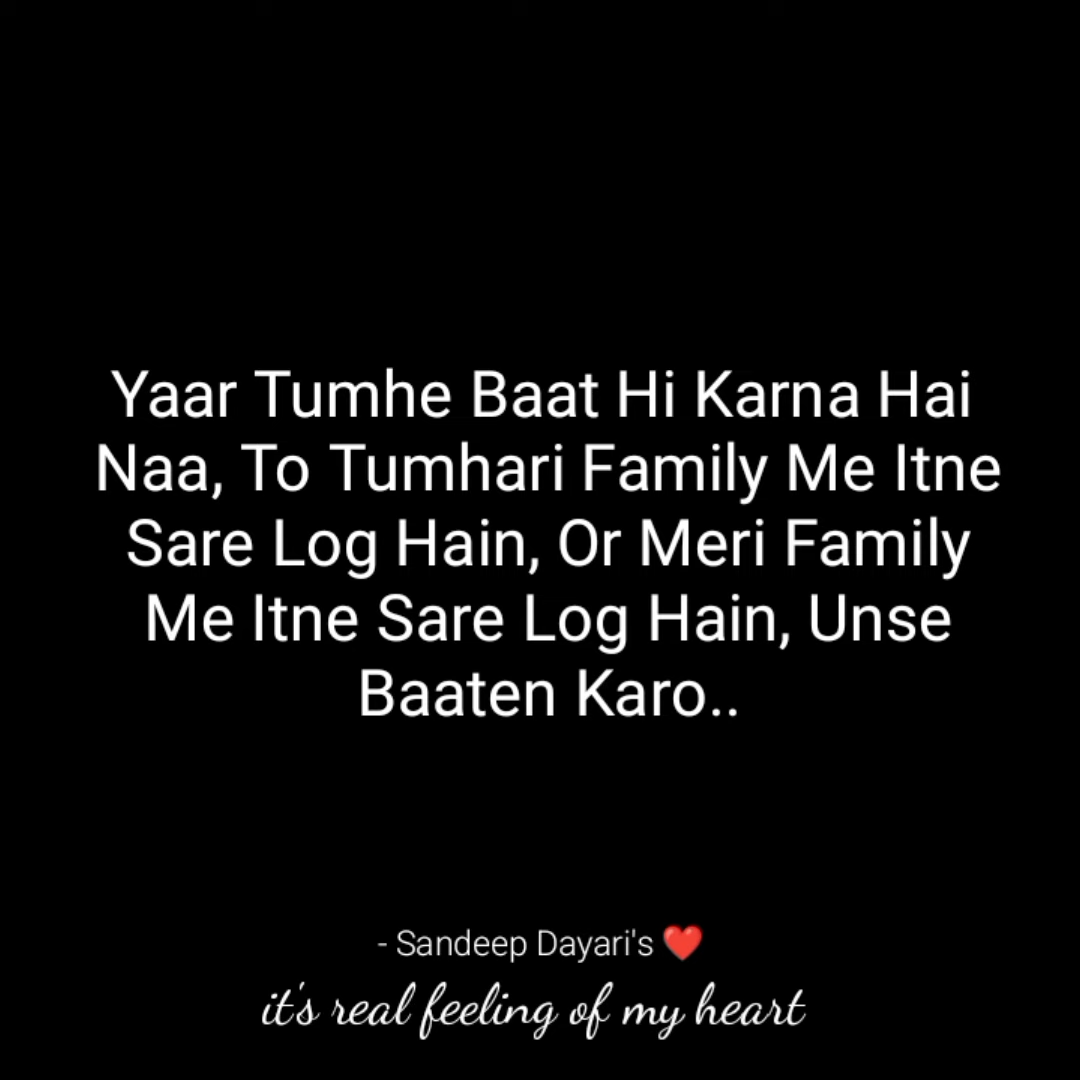 Yaar Tumhe Baat Hi Karna Hai
Naa, To Tumhari Family Me Itne
Sare Log Hain, Or Meri Family
Me Itne Sare Log Hain, Unse
Baaten Karo..
- Sandeep Dayari's ❤️
it's real feeling of my heart